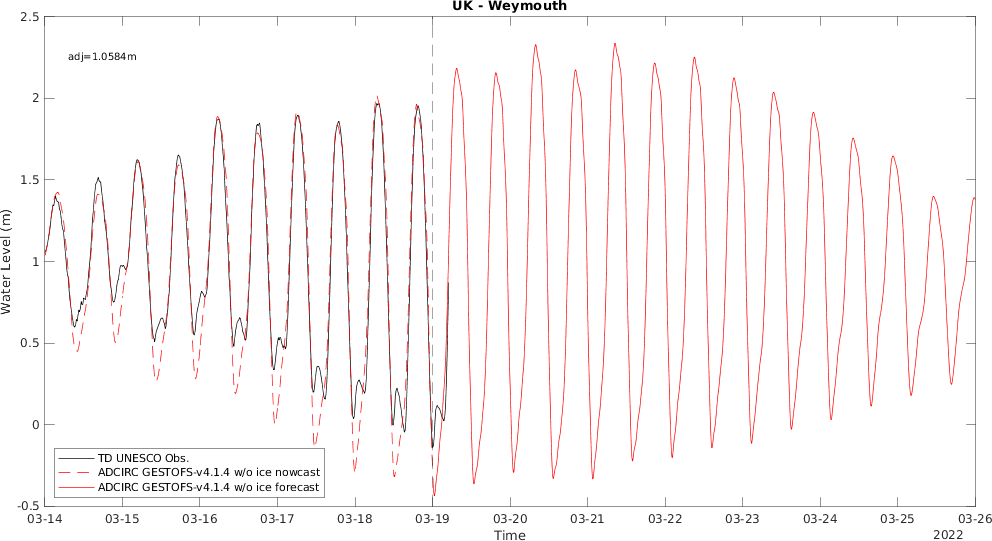 UK - Weymouth
adj=1.0584m
Water Level (m)
2.5
2
1.5
1
0.5
0
-0.5
TD UNESCO Obs.
ADCIRC GESTOFS-v4.1.4 w/o ice nowcast
ADCIRC GESTOFS-v4.1.4 w/o ice forecast
03-14 03-15 03-16 03-17 03-18 03-19 03-20 03-21 03-22 03-23 03-24 03-25 03-26
Time
2022